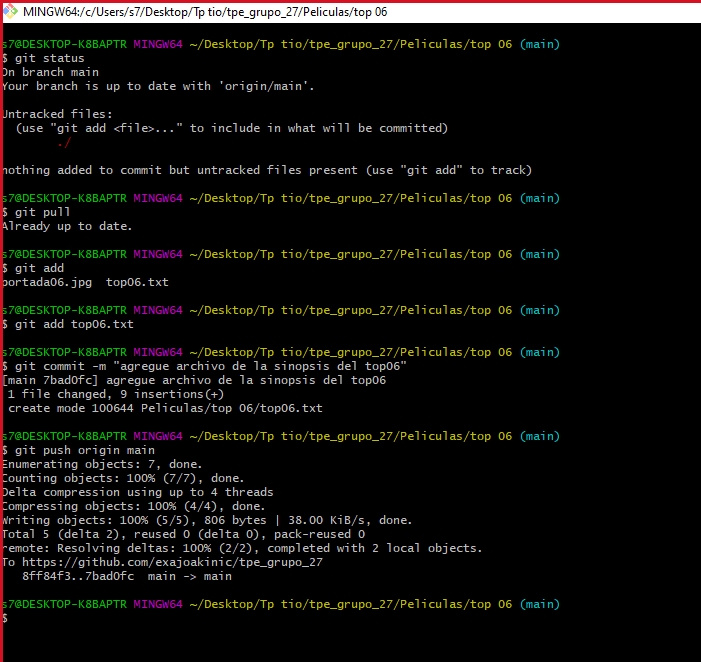 MINGW64:/c/Users/s7/Desktop/Tp tio/tpe_grupo_27/Peliculas/top 06
s7@DESKTOP-K8BAPTR MINGW64 ~/Desktop/Tp tio/tpe_grupo_27/Peliculas/top 06 (main)
$ git status
On branch main
Your branch is up to date with 'origin/main'.
Untracked files:
(use "git add <file>..." to include in what will be committed)
./
nothing added to commit but untracked files present (use "git add" to track)
s7@DESKTOP-K8BAPTR MINGW64 ~/Desktop/Tp tio/tpe_grupo_27/Peliculas/top 06 (main)
$ git pull
Already up to date.
s7@DESKTOP-K8BAPTR MINGW64 ~/Desktop/Tp tio/tpe_grupo_27/Peliculas/top 06 (main)
$ git add
portada06.jpg  top06.txt
s7@DESKTOP-K8BAPTR MINGW64 ~/Desktop/Tp tio/tpe_grupo_27/Peliculas/top 06 (main)
$ git add top06.txt
s7@DESKTOP-K8BAPTR MINGW64 ~/Desktop/Tp tio/tpe_grupo_27/Peliculas/top 06 (main)
$ git commit -m "agregue archivo de la sinopsis del top06"
[main 7bad0fc] agregue archivo de la sinopsis del top06
1 file changed, 9 insertions(+)
create mode 100644 Peliculas/top 06/top06.txt
s7@DESKTOP-K8BAPTR MINGW64 ~/Desktop/Tp tio/tpe_grupo_27/Peliculas/top 06 (main)
$ git push origin main
Enumerating objects: 7, done.
Counting objects: 100% (7/7), done.
Delta compression using up to 4 threads
Compressing objects: 100% (4/4), done.
Writing objects: 100% (5/5), 806 bytes | 38.00 KiB/s, done.
Total 5 (delta 2), reused 0 (delta 0), pack-reused 0
remote: Resolving deltas: 100% (2/2), completed with 2 local objects.
To https://github.com/exajoakinic/tpe_grupo_27
8ff84f3..7bad0fc  main -> main
s7@DESKTOP-K8BAPTR MINGW64 ~/Desktop/Tp tio/tpe_grupo_27/Peliculas/top 06 (main)
$